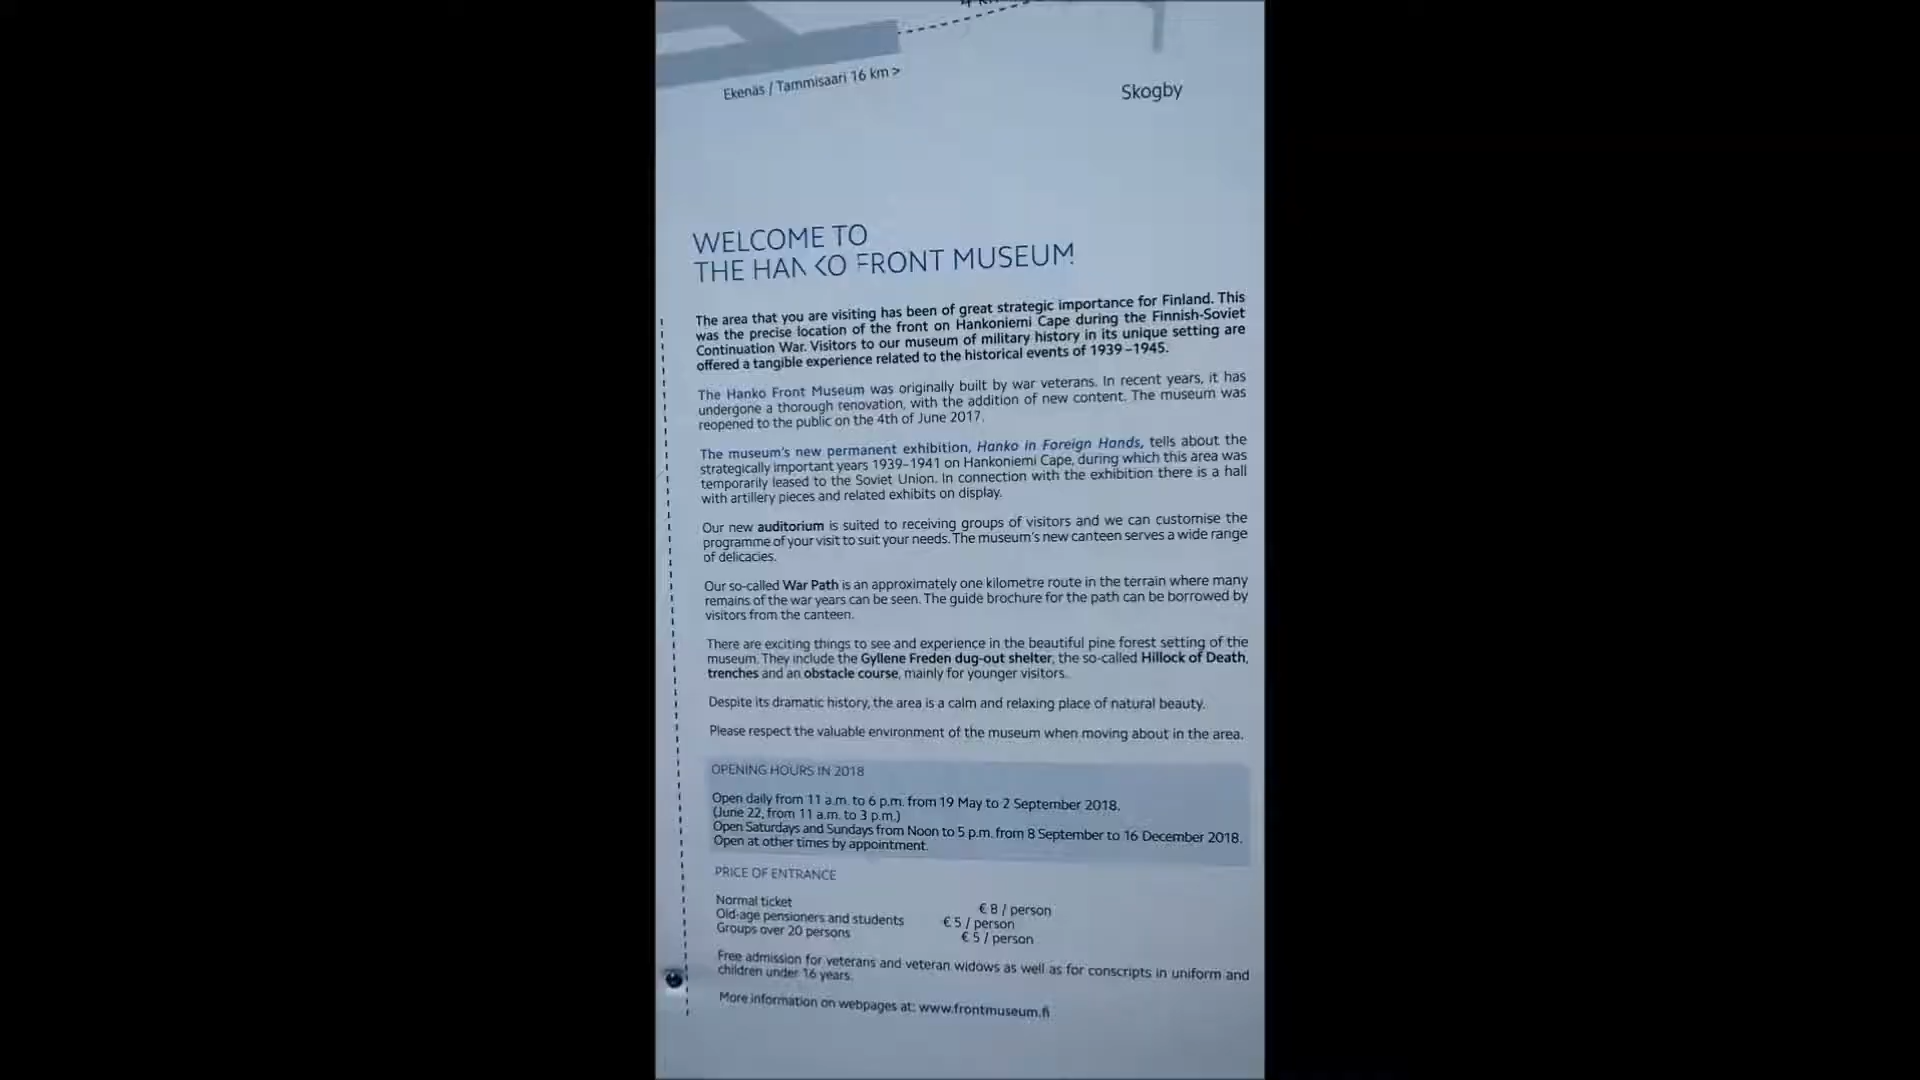 Ekenäs / Tammisaari 16 km >
Skogby
WELCOME TO
THE HANKO FRONT MUSEUM!
The area that you are visiting has been of great strategic importance for Finland. This
was the precise location of the front on Hankoniemi Cape during the Finnish-Soviet
Continuation War. Visitors to our museum of military history in its unique setting are
offered a tangible experience related to the historical events of 1939–1945.
The Hanko Front Museum was originally built by war veterans. In recent years, it has
undergone a thorough renovation, with the addition of new content. The museum was
reopened to the public on the 4th of June 2017.
The museum's new permanent exhibition, Hanko in Foreign Hands, tells about the
strategically important years 1939–1941 on Hankoniemi Cape, during which this area was
temporarily leased to the Soviet Union. In connection with the exhibition there is a hall
with artillery pieces and related exhibits on display.
Our new auditorium is suited to receiving groups of visitors and we can customise the
programme of your visit to suit your needs. The museum's new canteen serves a wide range
of delicacies.
Our so-called War Path is an approximately one kilometre route in the terrain where many
remains of the war years can be seen. The guide brochure for the path can be borrowed by
visitors from the canteen.
There are exciting things to see and experience in the beautiful pine forest setting of the
museum. They include the Gyllene Freden dug-out shelter, the so-called Hillock of Death,
trenches and an obstacle course, mainly for younger visitors.
Despite its dramatic history, the area is a calm and relaxing place of natural beauty.
Please respect the valuable environment of the museum when moving about in the area.
OPENING HOURS IN 2018
Open daily from 11 a.m. to 6 p.m. from 19 May to 2 September 2018.
(June 22, from 11 a.m. to 3 p.m.)
Open Saturdays and Sundays from Noon to 5 p.m. from 8 September to 16 December 2018.
Open at other times by appointment.
PRICE OF ENTRANCE
Normal ticket € 8 / person
Old-age pensioners and students € 5 / person
Groups over 20 persons € 5 / person
Free admission for veterans and veteran widows as well as for conscripts in uniform and
children under 16 years.
More information on webpages at: www.frontmuseum.fi